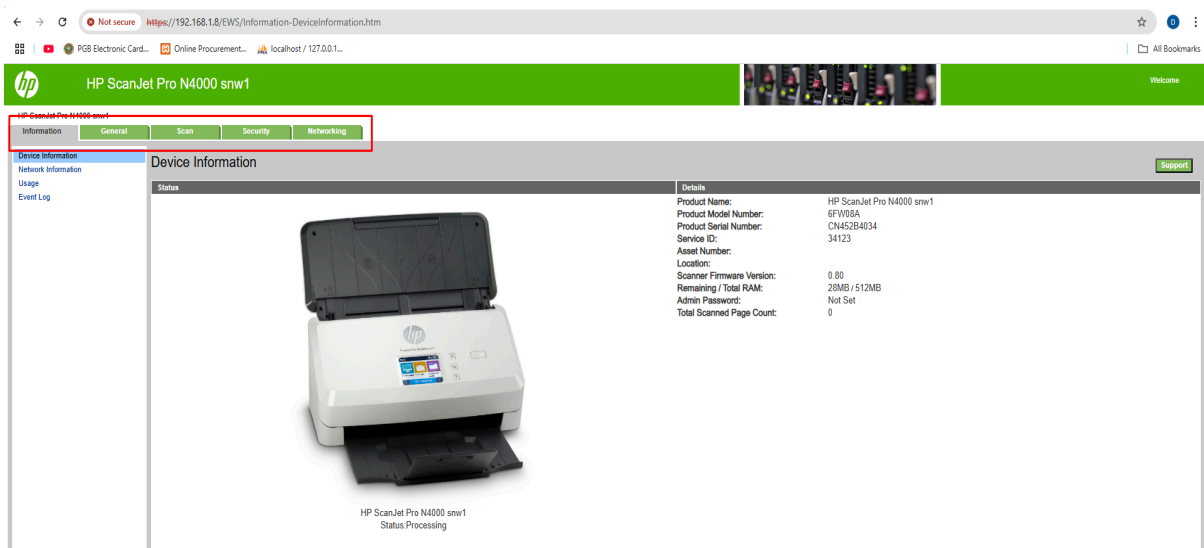 Not secure https://192.168.1.8/EWS/Information-DeviceInformation.htm D
PGB Electronic Card... Online Procurement... localhost / 127.0.0.1... All Bookmarks
hp HP ScanJet Pro N4000 snw1 Welcome
HP ScanJet Pro N4000 snw1
Information General Scan Security Networking
Device Information
Network Information
Usage
Event Log
Device Information Support
Status Details
Product Name: HP ScanJet Pro N4000 snw1
Product Model Number: 6FW08A
Product Serial Number: CN452B4034
Service ID: 34123
Asset Number:
Location:
Scanner Firmware Version: 0.80
Remaining / Total RAM: 28MB / 512MB
Admin Password: Not Set
Total Scanned Page Count: 0
hp
HP ScanJet Pro N4000 snw1
Status:Processing